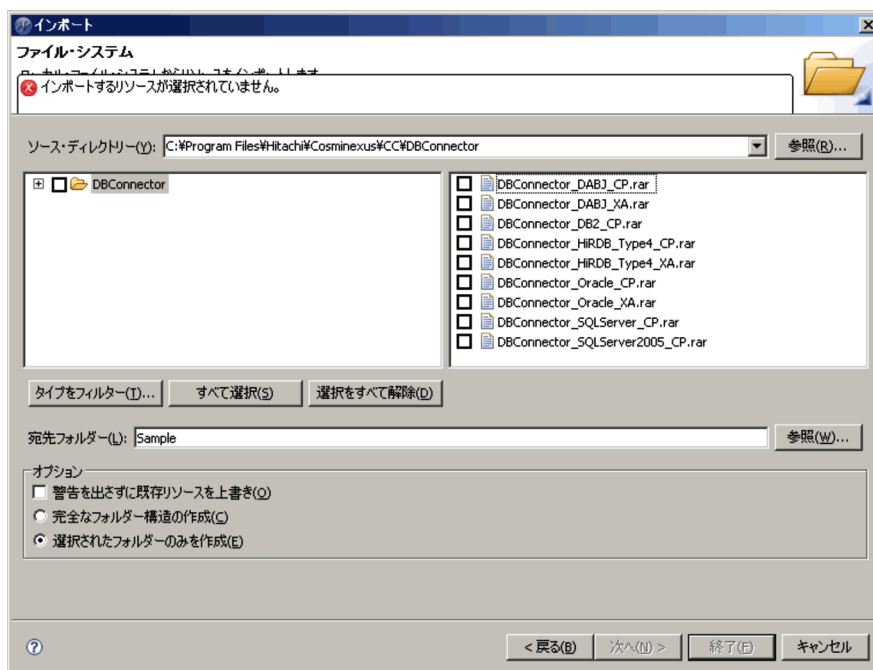 インポート
ファイル・システム
インポートするリソースが選択されていません。
ソース・ディレクトリー(Y): C:¥Program Files¥Hitachi¥Cosminexus¥CC¥DBConnector 参照(R)...
DBConnector
DBConnector_DABJ_CP.rar
DBConnector_DABJ_XA.rar
DBConnector_DB2_CP.rar
DBConnector_HiRDB_Type4_CP.rar
DBConnector_HiRDB_Type4_XA.rar
DBConnector_Oracle_CP.rar
DBConnector_Oracle_XA.rar
DBConnector_SQLServer_CP.rar
DBConnector_SQLServer2005_CP.rar
タイプをフィルター(T)... すべて選択(S) 選択をすべて解除(D)
宛先フォルダー(L): Sample 参照(W)...
オプション
警告を出さずに既存リソースを上書き(O)
完全なフォルダー構造の作成(C)
選択されたフォルダーのみを作成(E)
< 戻る(B) 次へ(N) > 終了(F) キャンセル